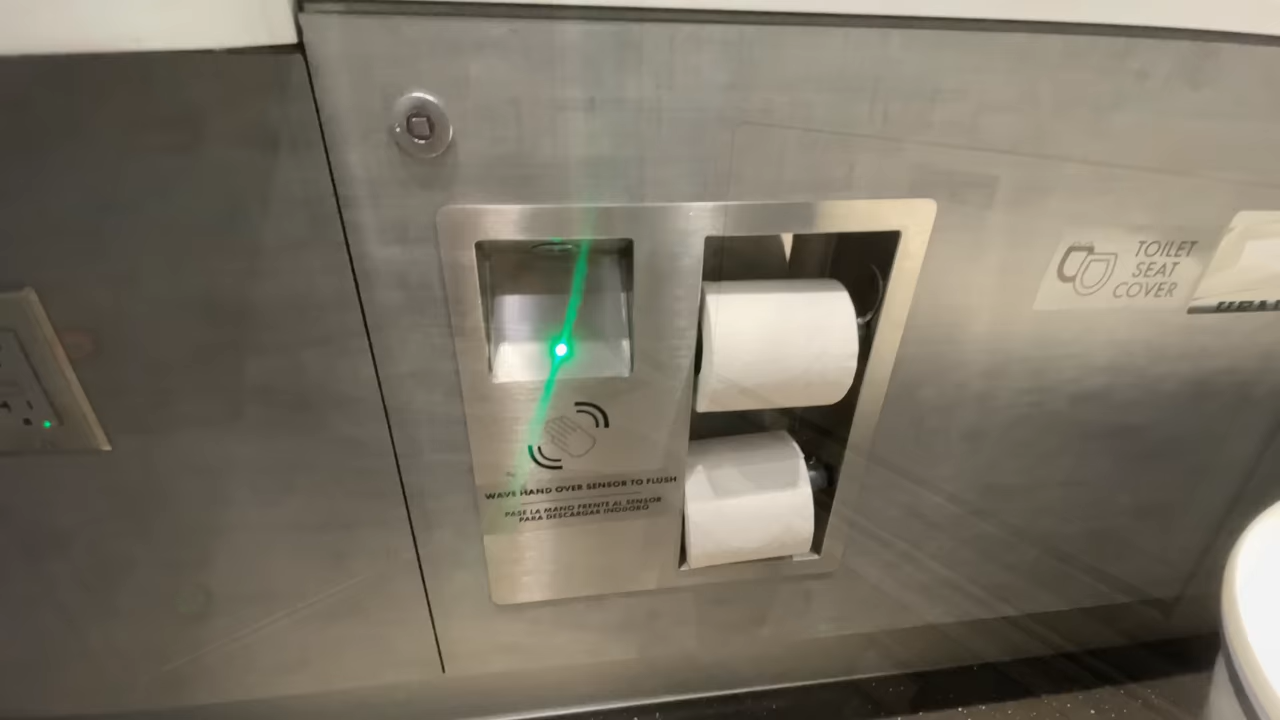 WAVE HAND OVER SENSOR TO FLUSH
PASE LA MANO FRENTE AL SENSOR
PARA DESCARGAR INODORO
TOILET
SEAT
COVER